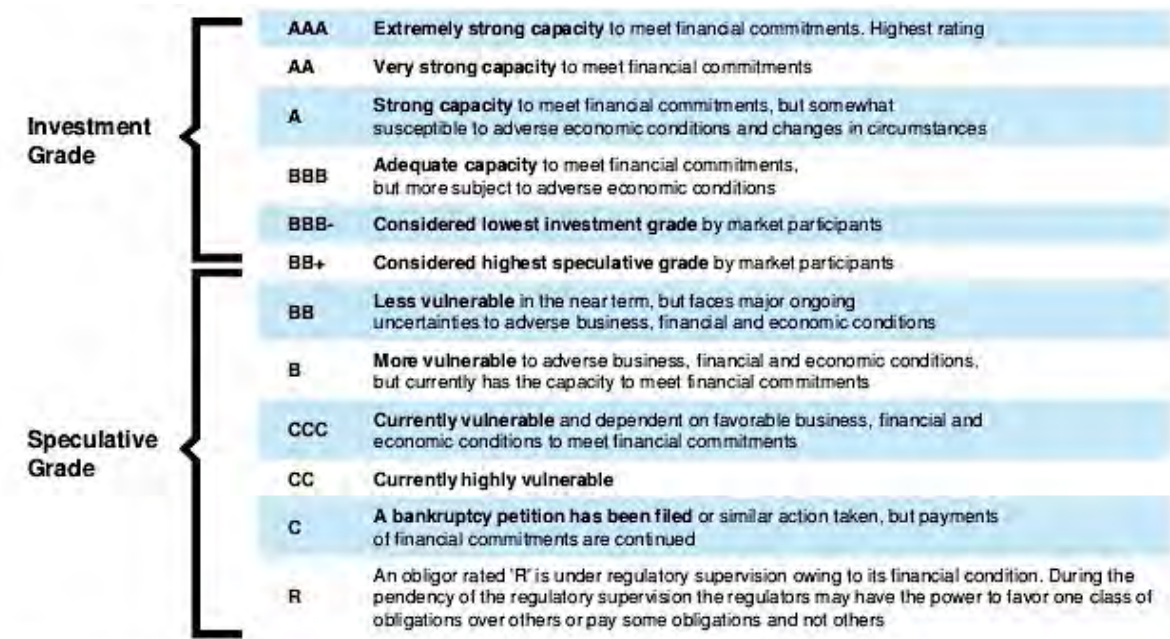 Investment
Grade
AAA Extremely strong capacity to meet financial commitments. Highest rating
AA Very strong capacity to meet financial commitments
A Strong capacity to meet financial commitments, but somewhat
susceptible to adverse economic conditions and changes in circumstances
BBB Adequate capacity to meet financial commitments,
but more subject to adverse economic conditions
BBB- Considered lowest investment grade by market participants
BB+ Considered highest speculative grade by market participants
Speculative
Grade
BB Less vulnerable in the near term, but faces major ongoing
uncertainties to adverse business, financial and economic conditions
B More vulnerable to adverse business, financial and economic conditions,
but currently has the capacity to meet financial commitments
CCC Currently vulnerable and dependent on favorable business, financial and
economic conditions to meet financial commitments
CC Currently highly vulnerable
C A bankruptcy petition has been filed or similar action taken, but payments
of financial commitments are continued
R An obligor rated 'R' is under regulatory supervision owing to its financial condition. During the
pendency of the regulatory supervision the regulators may have the power to favor one class of
obligations over others or pay some obligations and not others